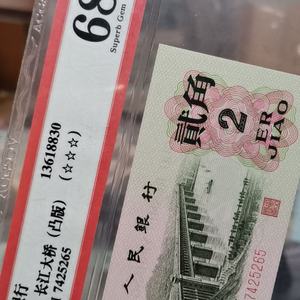 68
Superb Gem
13618830
(☆☆☆)
长江大桥 (凸版)
7425265
银行
贰角
2
ER JIAO
人民银行
7425265